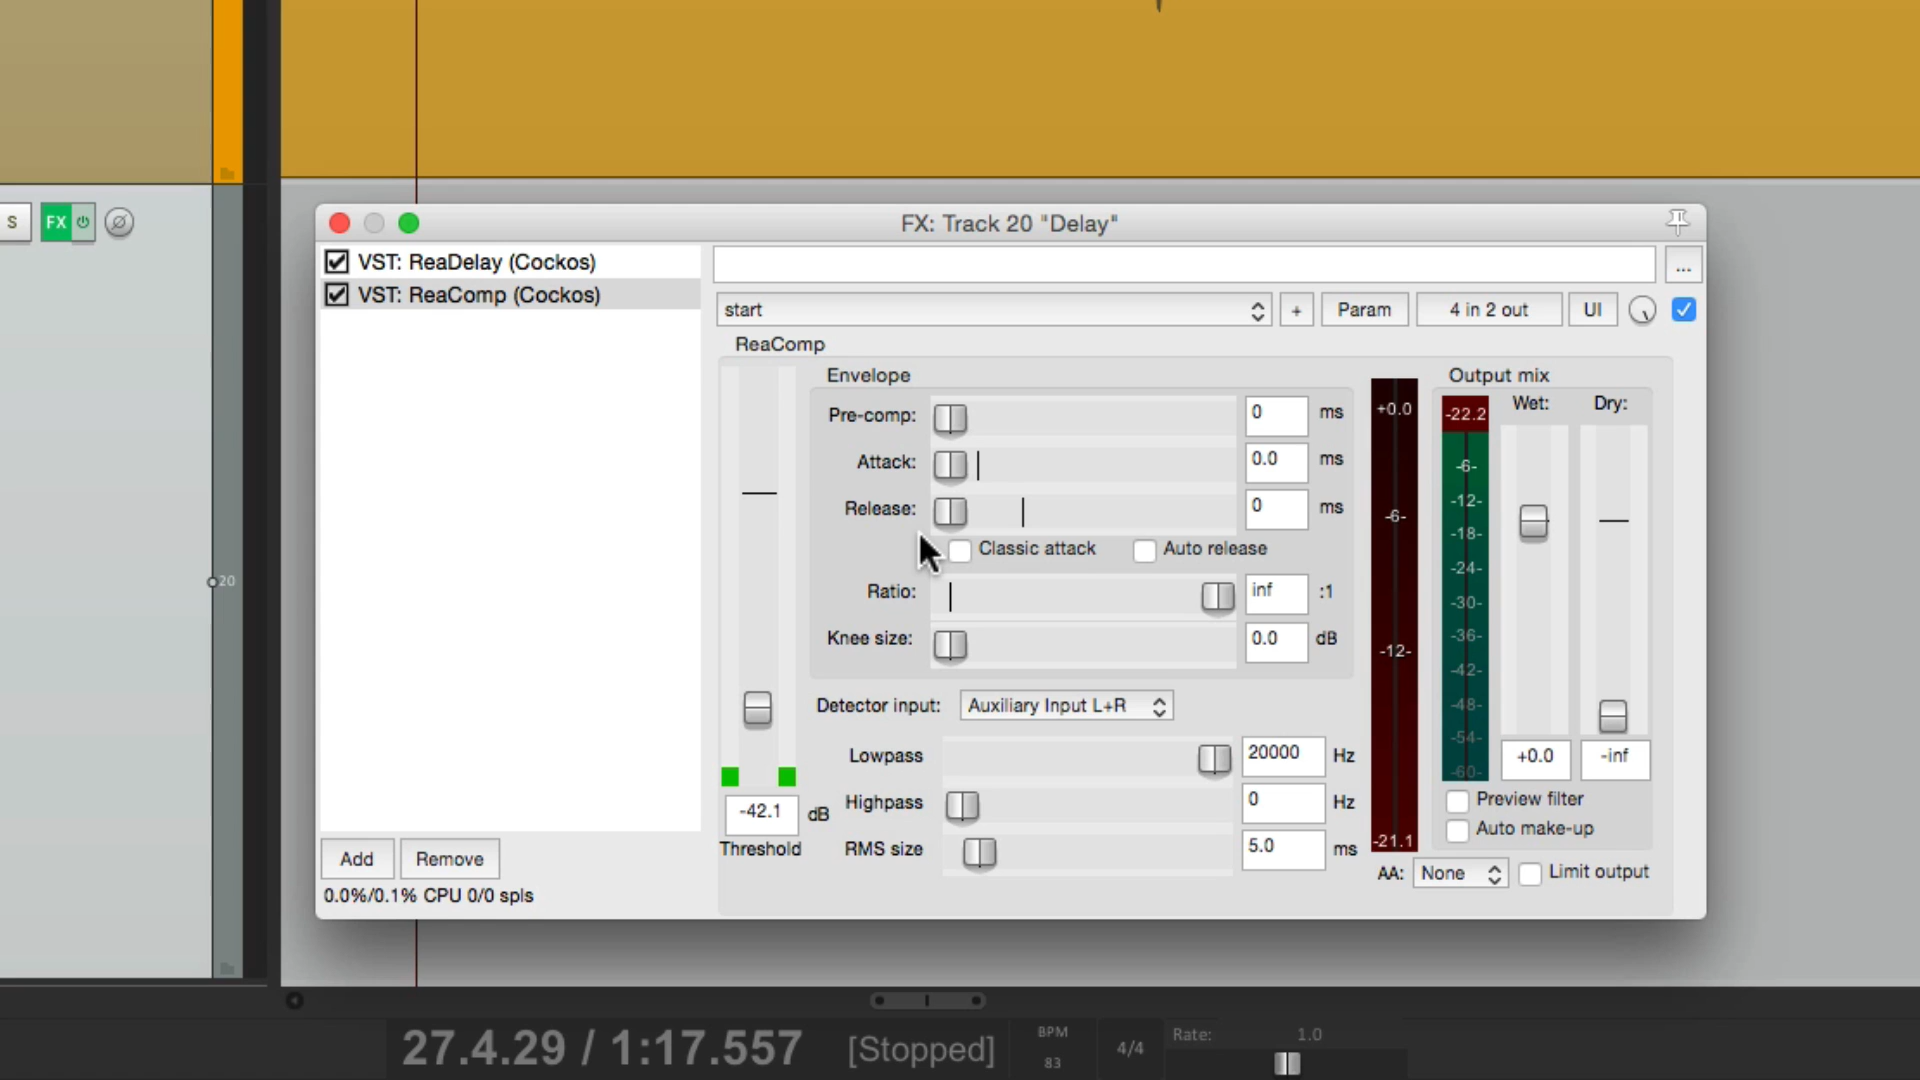 S FX
FX: Track 20 "Delay"
VST: ReaDelay (Cockos)
VST: ReaComp (Cockos)
...
start + Param 4 in 2 out UI
ReaComp
Envelope
Output mix
Pre-comp: 0 ms
Attack: 0.0 ms
Release: 0 ms
Classic attack Auto release
Ratio: inf :1
Knee size: 0.0 dB
Detector input: Auxiliary Input L+R
Lowpass 20000 Hz
Highpass 0 Hz
RMS size 5.0 ms
-42.1 dB
Threshold
+0.0
-6-
-12-
-21.1
-22.2
-6-
-12-
-18-
-24-
-30-
-36-
-42-
-48-
-54-
-60-
Wet: Dry:
+0.0 -inf
Preview filter
Auto make-up
AA: None Limit output
Add Remove
0.0%/0.1% CPU 0/0 spls
20
27.4.29 / 1:17.557 [Stopped]
BPM
83
4/4
Rate: 1.0